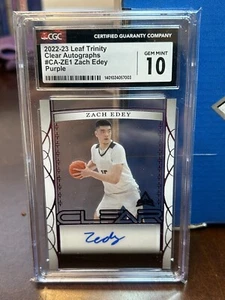 CGC CERTIFIED GUARANTY COMPANY
2022-23 Leaf Trinity
Clear Autographs
#CA-ZE1 Zach Edey
Purple
GEM MINT
10
ZACH EDEY
CLEAR
Zedey